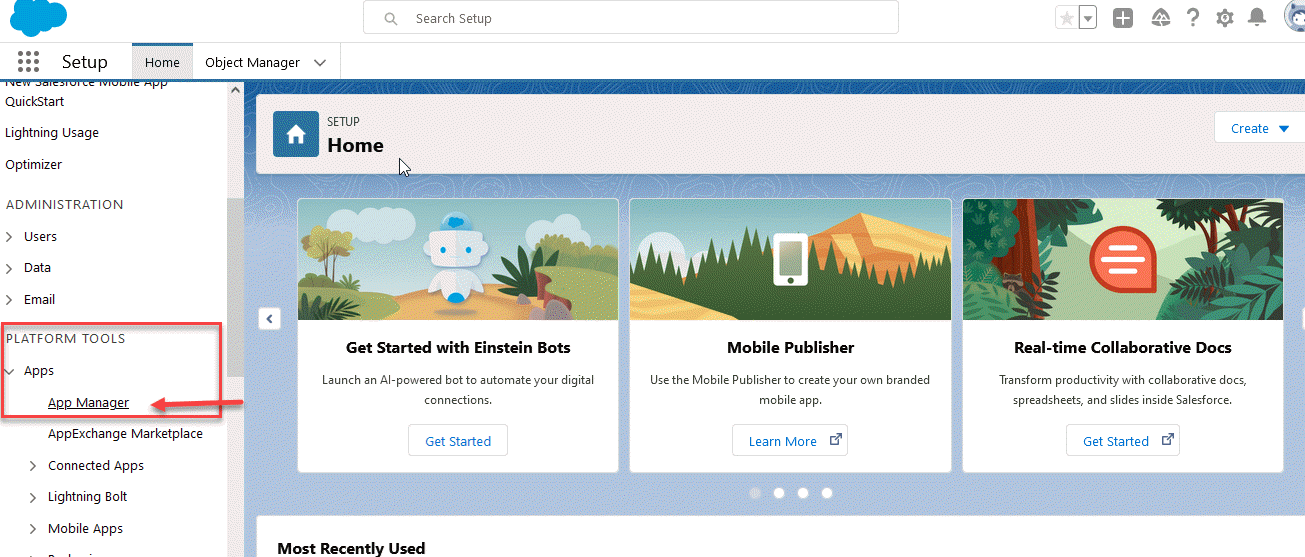 Search Setup
Setup
Home
Object Manager
New Salesforce Mobile App
QuickStart
Lightning Usage
Optimizer
ADMINISTRATION
Users
Data
Email
PLATFORM TOOLS
Apps
App Manager
AppExchange Marketplace
Connected Apps
Lightning Bolt
Mobile Apps
SETUP
Home
Create
Get Started with Einstein Bots
Launch an AI-powered bot to automate your digital
connections.
Get Started
Mobile Publisher
Use the Mobile Publisher to create your own branded
mobile app.
Learn More
Real-time Collaborative Docs
Transform productivity with collaborative docs,
spreadsheets, and slides inside Salesforce.
Get Started
Most Recently Used